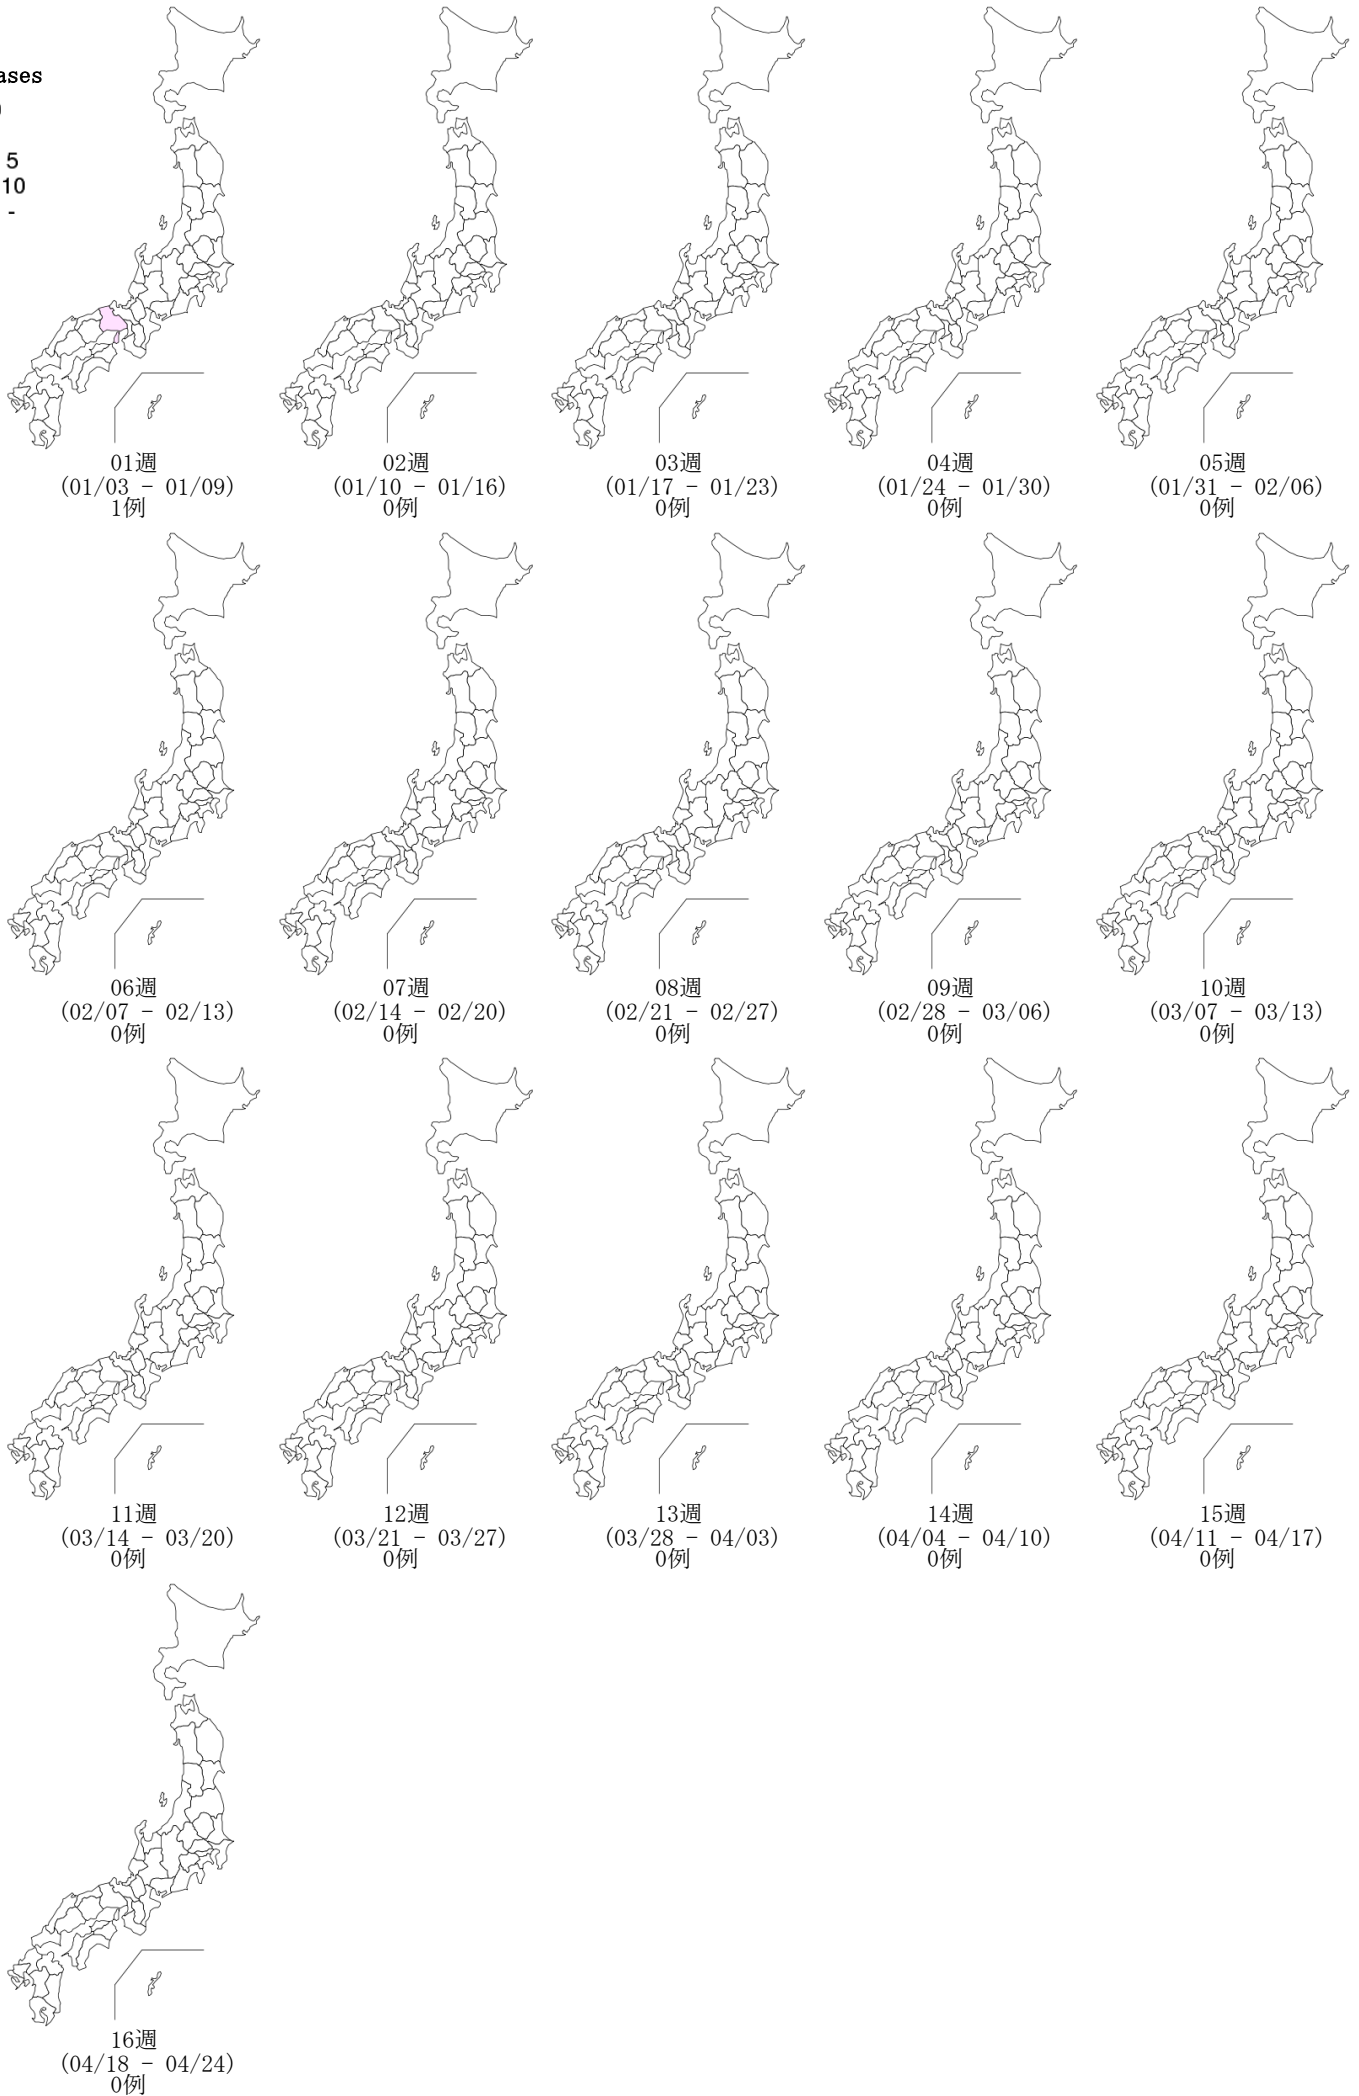 5
10
-
01週
(01/03 - 01/09)
1例
02週
(01/10 - 01/16)
0例
03週
(01/17 - 01/23)
0例
04週
(01/24 - 01/30)
0例
05週
(01/31 - 02/06)
0例
06週
(02/07 - 02/13)
0例
07週
(02/14 - 02/20)
0例
08週
(02/21 - 02/27)
0例
09週
(02/28 - 03/06)
0例
10週
(03/07 - 03/13)
0例
11週
(03/14 - 03/20)
0例
12週
(03/21 - 03/27)
0例
13週
(03/28 - 04/03)
0例
14週
(04/04 - 04/10)
0例
15週
(04/11 - 04/17)
0例
16週
(04/18 - 04/24)
0例